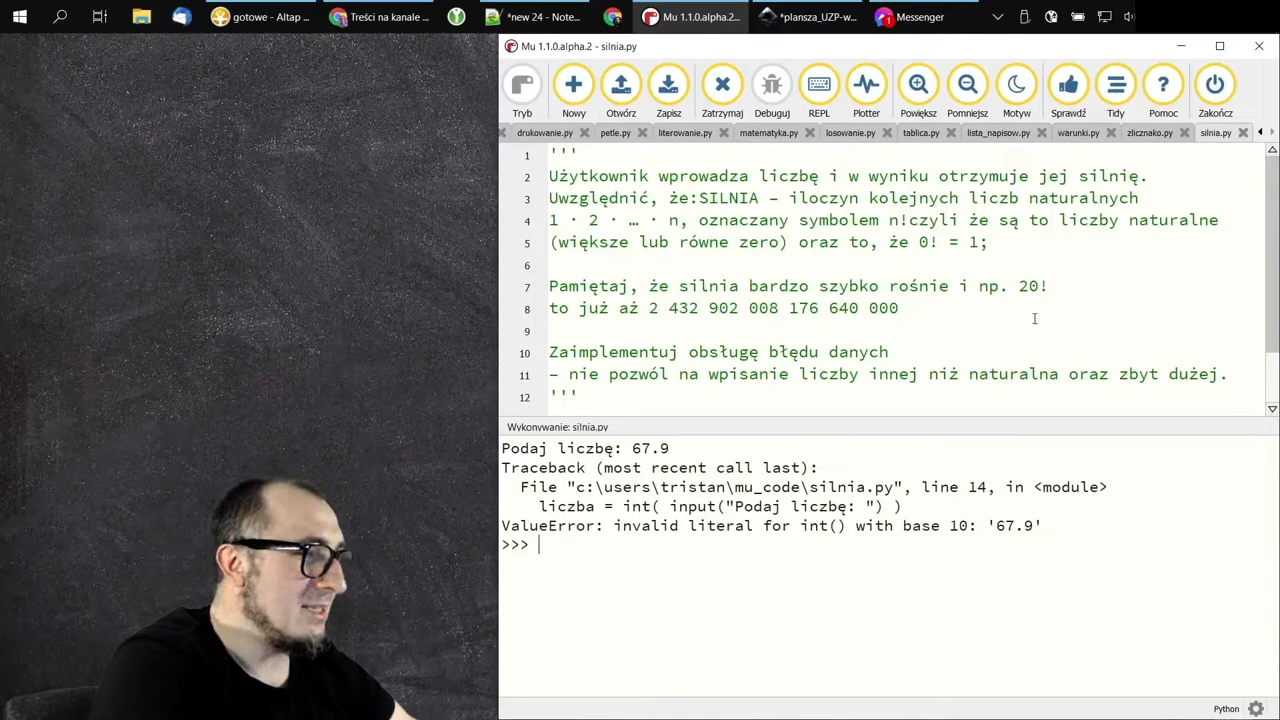 gotowe - Altap ...
Treści na kanale ...
*new 24 - Note...
Mu 1.1.0.alpha.2...
*plansza_UZP-w...
Messenger
1
Mu 1.1.0.alpha.2 - silnia.py
Tryb Nowy Otwórz Zapisz Zatrzymaj Debuguj REPL Plotter Powiększ Pomniejsz Motyw Sprawdź Tidy Pomoc Zakończ
drukowanie.py petle.py literowanie.py matematyka.py losowanie.py tablica.py lista_napisow.py warunki.py zlicznako.py silnia.py
1 '''
2 Użytkownik wprowadza liczbę i w wyniku otrzymuje jej silnię.
3 Uwzględnić, że:SILNIA – iloczyn kolejnych liczb naturalnych
4 1 · 2 · … · n, oznaczany symbolem n!czyli że są to liczby naturalne
5 (większe lub równe zero) oraz to, że 0! = 1;
6
7 Pamiętaj, że silnia bardzo szybko rośnie i np. 20!
8 to już aż 2 432 902 008 176 640 000
9
10 Zaimplementuj obsługę błędu danych
11 – nie pozwól na wpisanie liczby innej niż naturalna oraz zbyt dużej.
12 '''
Wykonywanie: silnia.py
Podaj liczbę: 67.9
Traceback (most recent call last):
File "c:\users\tristan\mu_code\silnia.py", line 14, in <module>
liczba = int( input("Podaj liczbę: ") )
ValueError: invalid literal for int() with base 10: '67.9'
>>>
Python